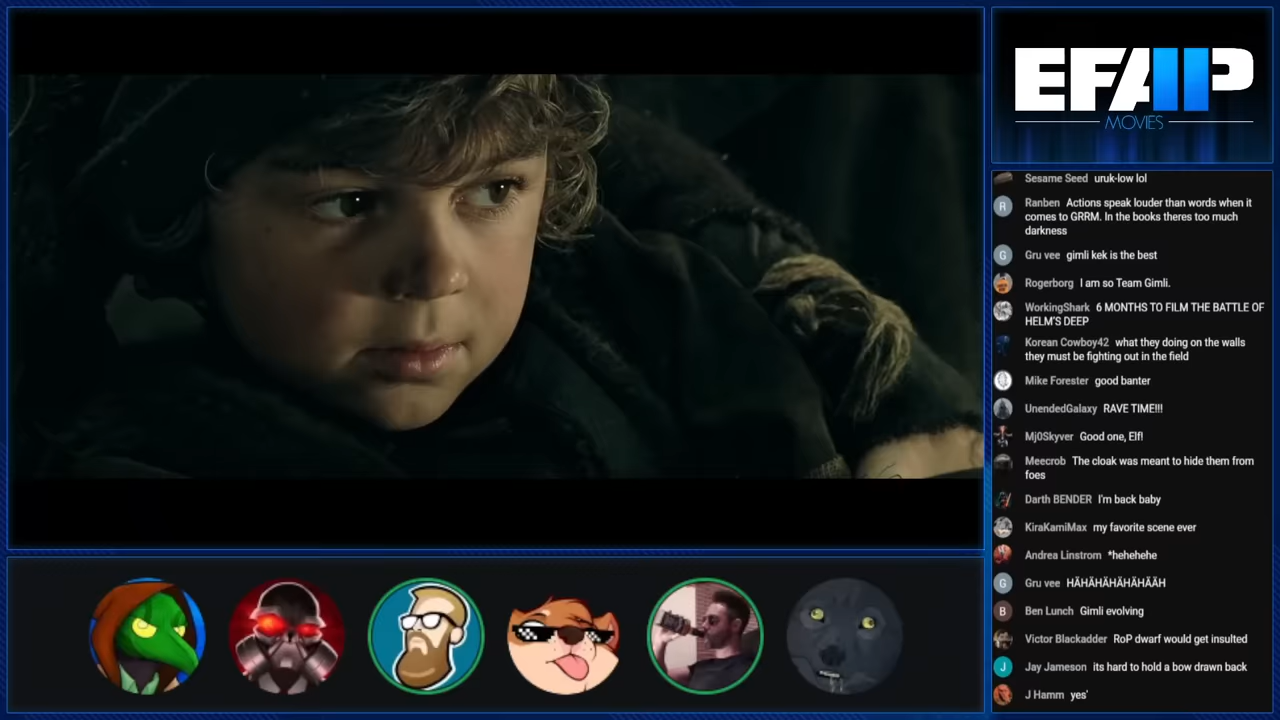 EFAP
MOVIES
Sesame Seed uruk-low lol
R
Ranben Actions speak louder than words when it
comes to GRRM. In the books theres too much
darkness
G
Gru vee gimli kek is the best
Rogerborg I am so Team Gimli.
WorkingShark 6 MONTHS TO FILM THE BATTLE OF
HELM'S DEEP
Korean Cowboy42 what they doing on the walls
they must be fighting out in the field
Mike Forester good banter
UnendedGalaxy RAVE TIME!!!
Mj0Skyver Good one, Elf!
Meecrob The cloak was meant to hide them from
foes
Darth BENDER I'm back baby
KiraKamiMax my favorite scene ever
Andrea Linstrom *hehehehe
G
Gru vee HÄHÄHÄHÄHÄHÄÄH
B
Ben Lunch Gimli evolving
Victor Blackadder RoP dwarf would get insulted
J
Jay Jameson its hard to hold a bow drawn back
J Hamm yes'